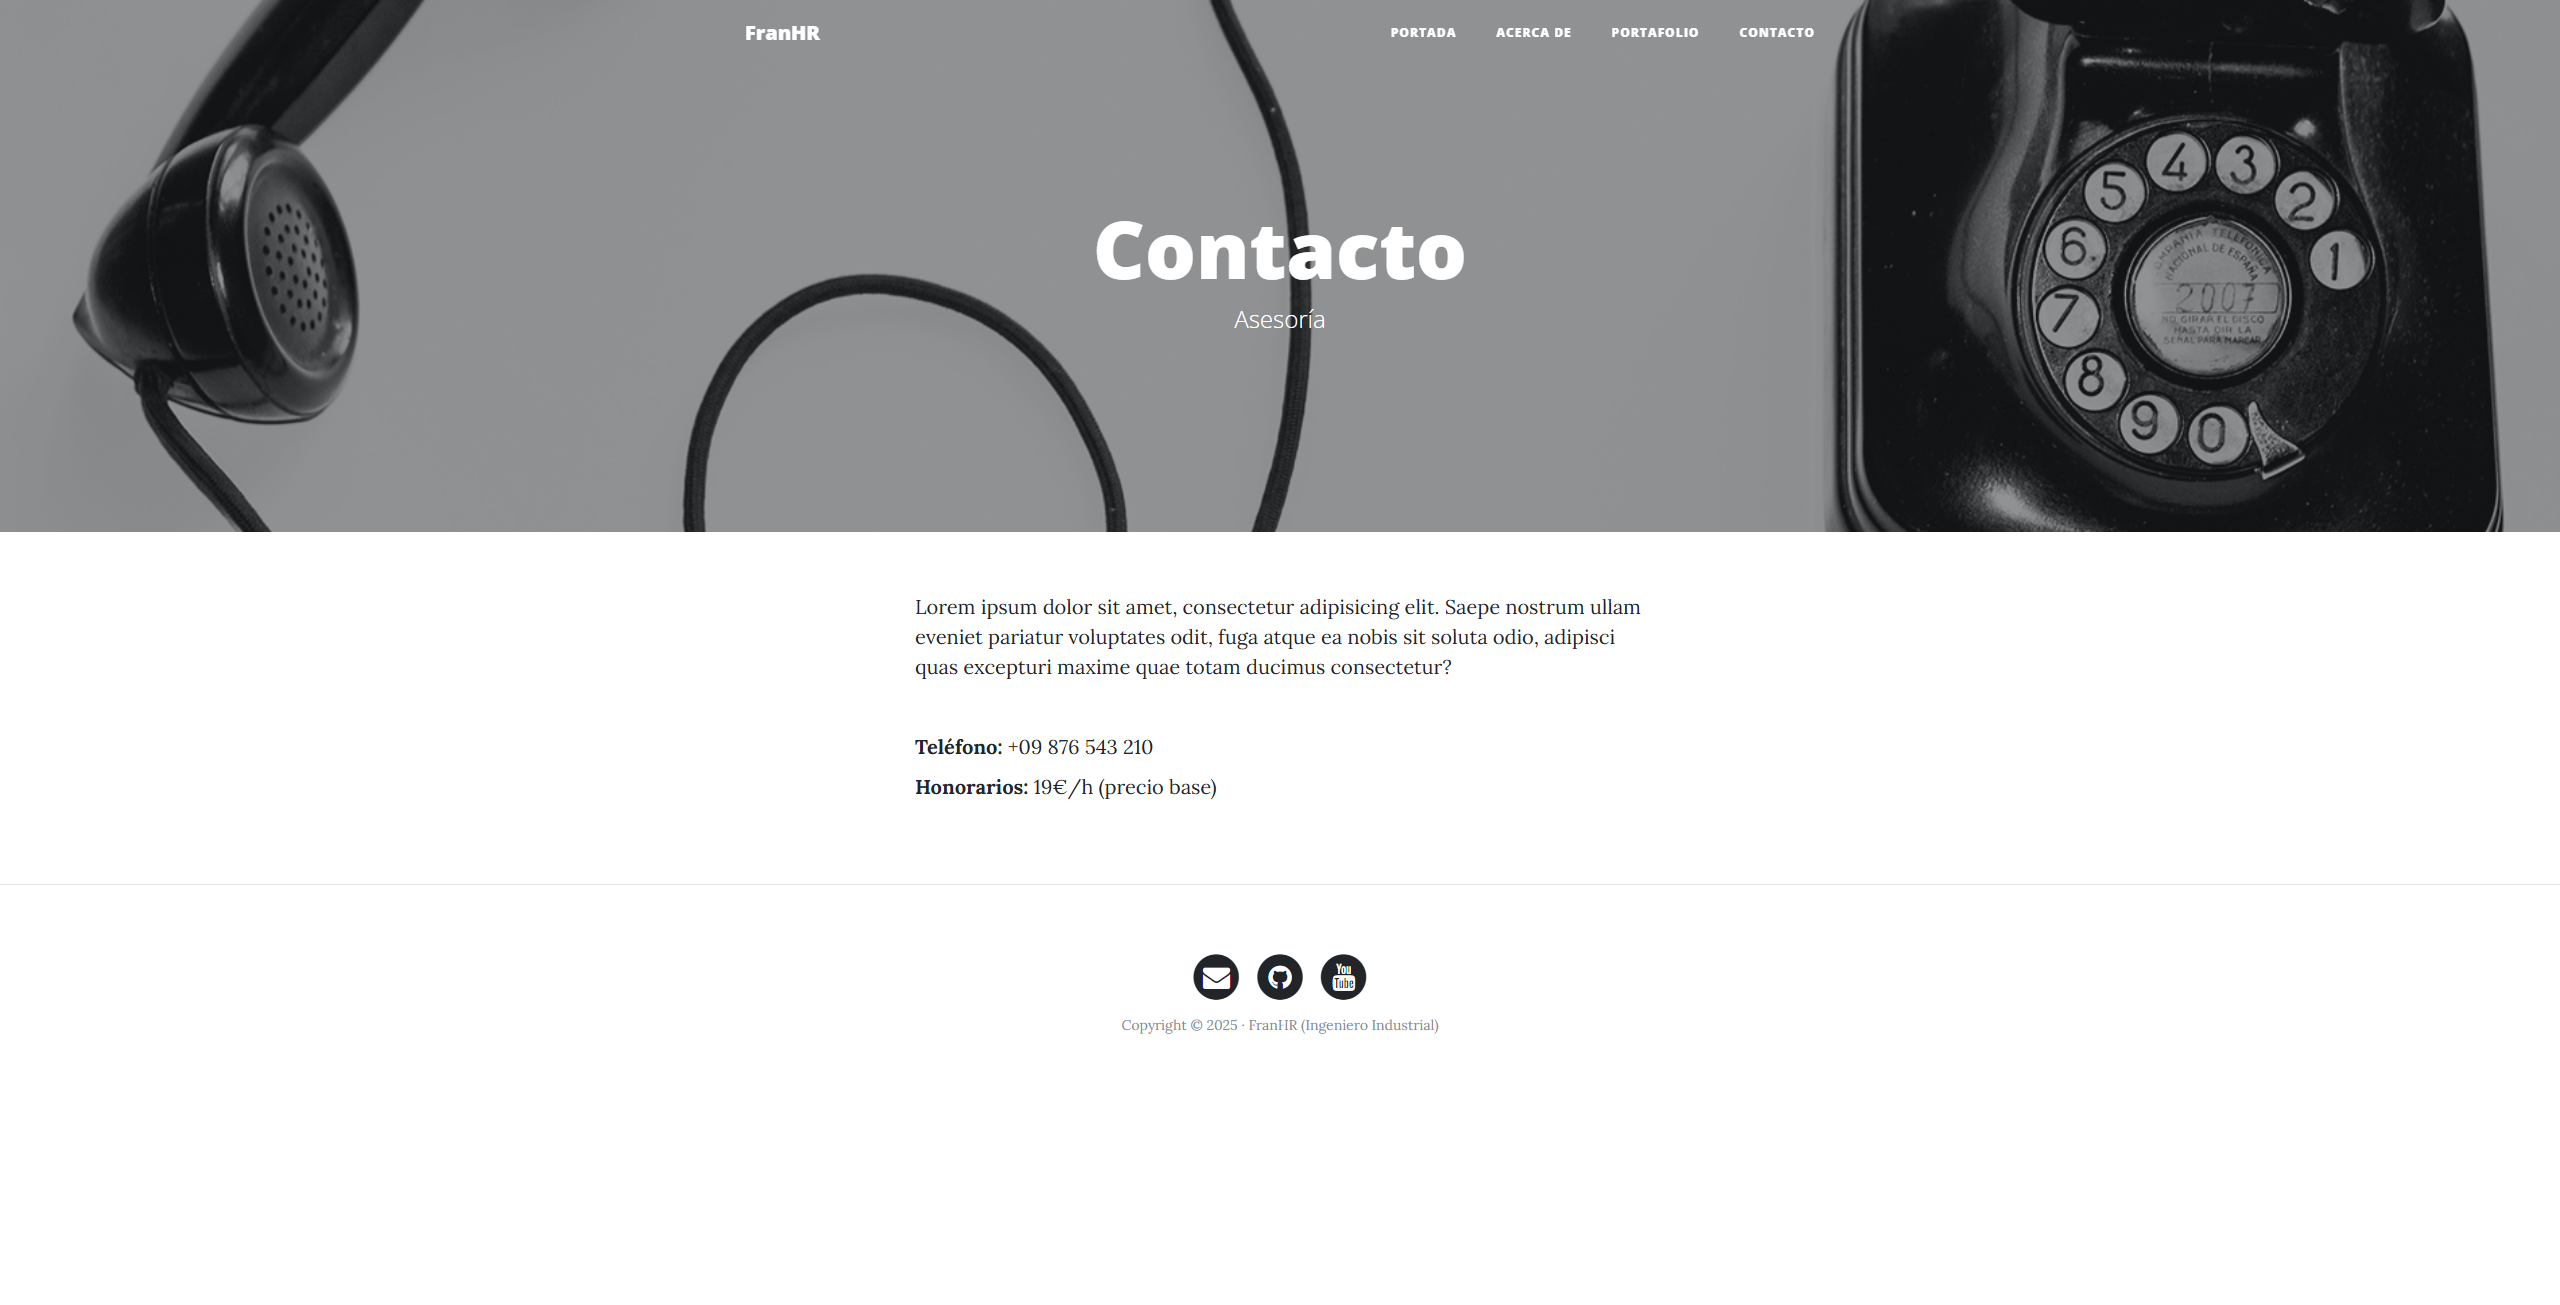 FranHR
PORTADA ACERCA DE PORTAFOLIO CONTACTO
Contacto
Asesoría
4 3
5 2
6 1
7
8
9 0
COMPAÑIA TELEFONICA
NACIONAL DE ESPAÑA
2007
NO GIRAR EL DISCO
HASTA OIR LA
SEÑAL PARA MARCAR
Lorem ipsum dolor sit amet, consectetur adipisicing elit. Saepe nostrum ullam
eveniet pariatur voluptates odit, fuga atque ea nobis sit soluta odio, adipisci
quas excepturi maxime quae totam ducimus consectetur?
Teléfono: +09 876 543 210
Honorarios: 19€/h (precio base)
You
Tube
Copyright © 2025 · FranHR (Ingeniero Industrial)